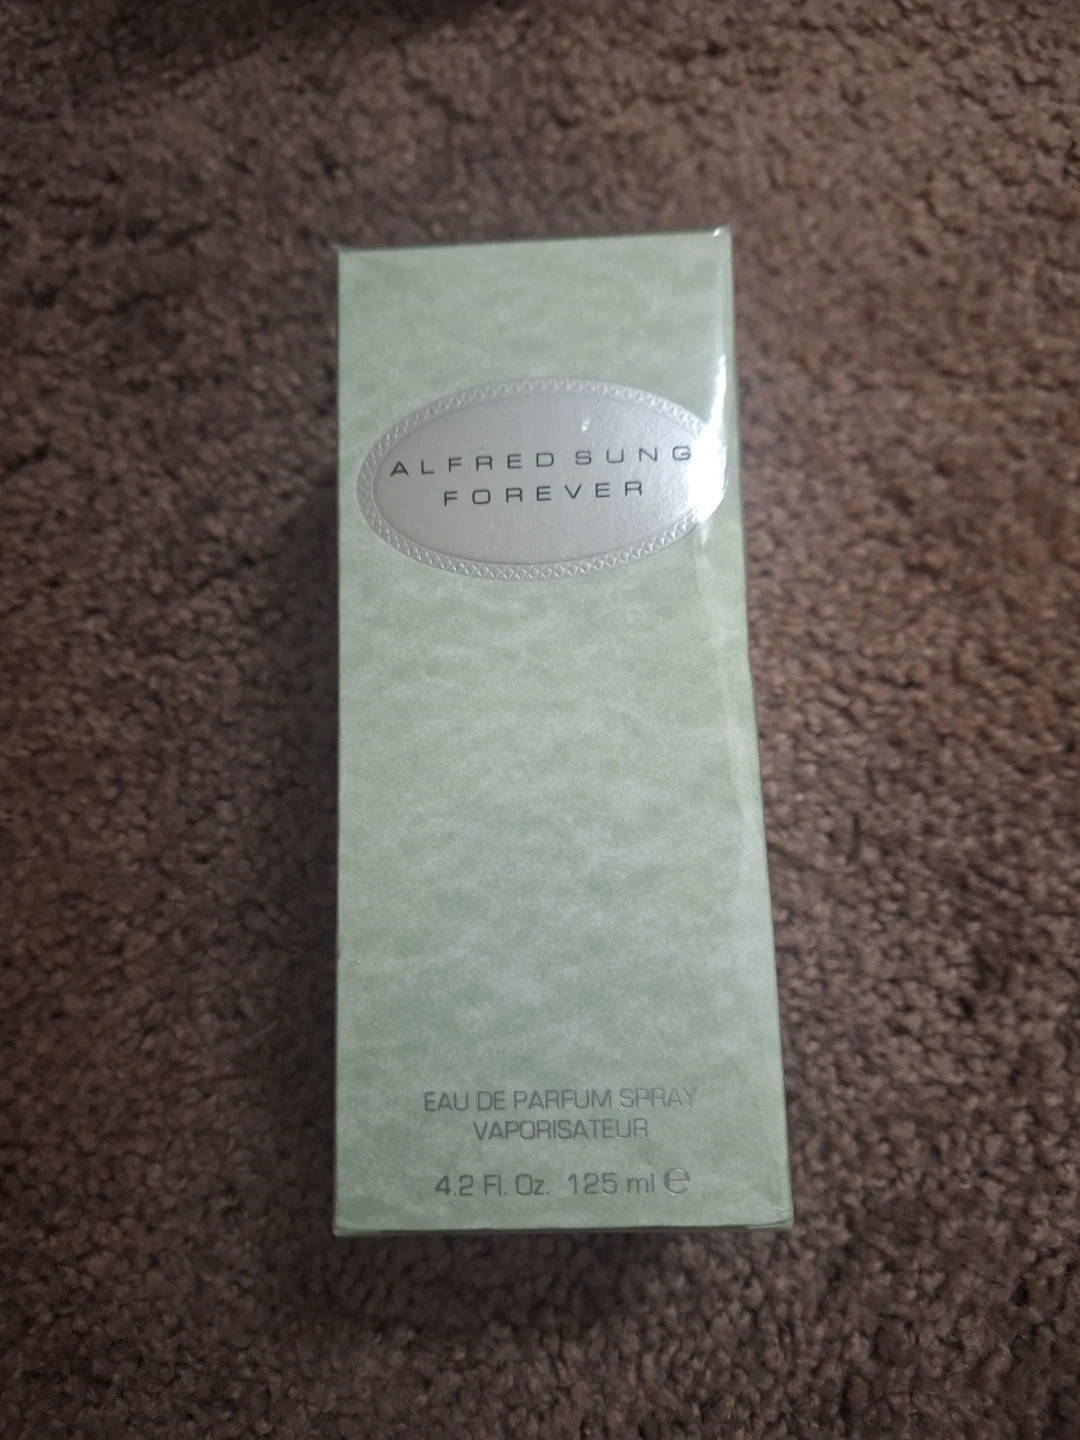 ALFRED SUNG
FOREVER
EAU DE PARFUM SPRAY
VAPORISATEUR
4.2 Fl. Oz. 125 ml ℮